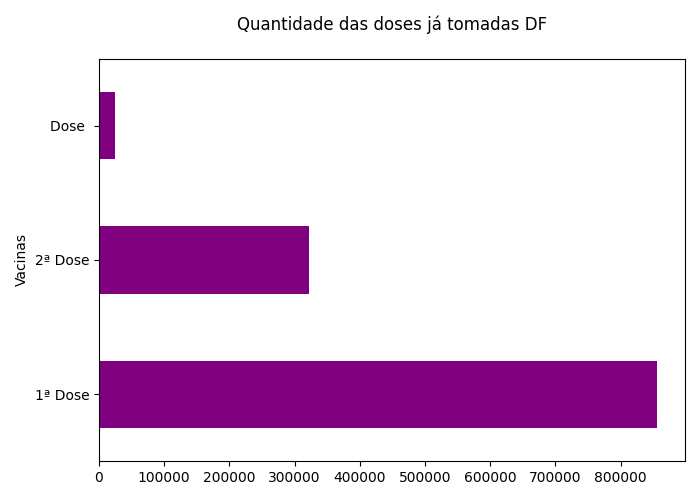 Quantidade das doses já tomadas DF
Dose
Vacinas
2ª Dose
1ª Dose
0 100000 200000 300000 400000 500000 600000 700000 800000